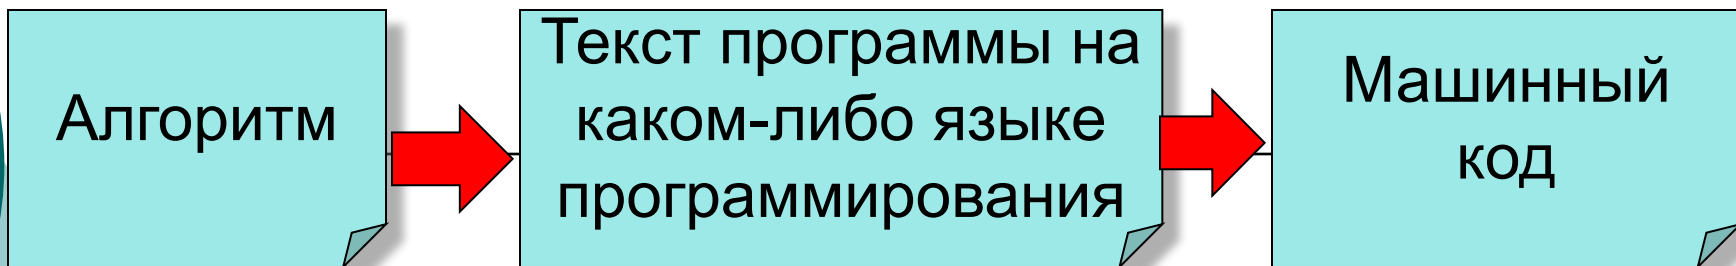 Алгоритм
Текст программы на
каком-либо языке
программирования
Машинный
код